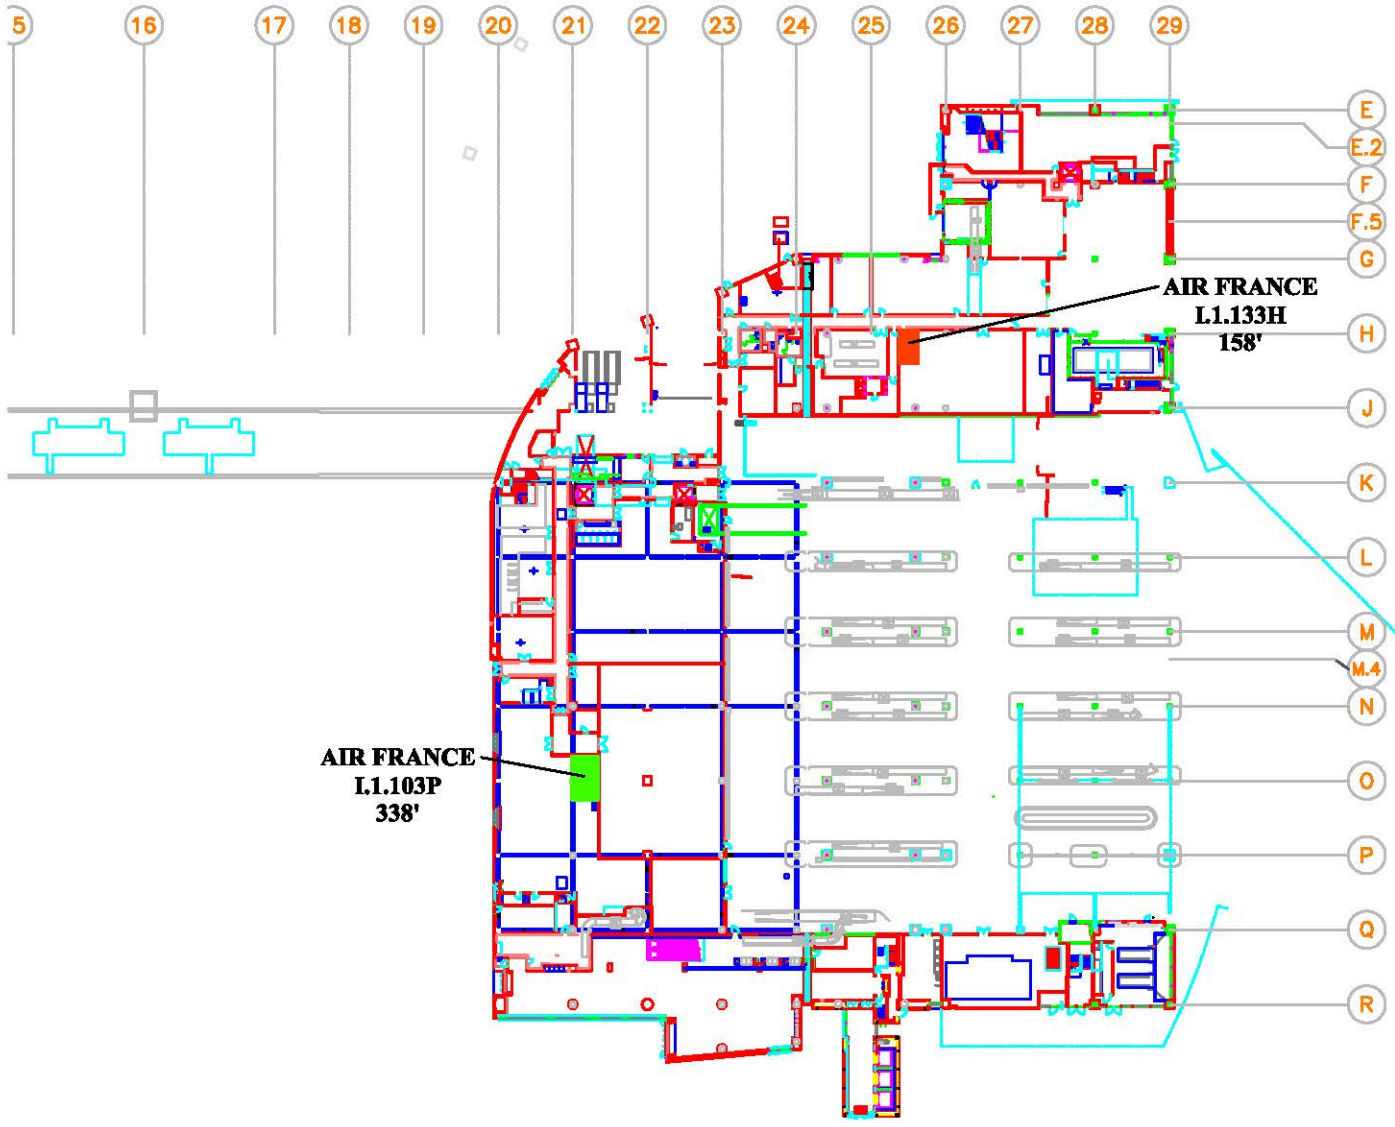 5 16 17 18 19 20 21 22 23 24 25 26 27 28 29
E
E.2
F
F.5
G
AIR FRANCE
I.1.133H
158'
H
J
K
L
M
M.4
N
AIR FRANCE
I.1.103P
338'
O
P
Q
R